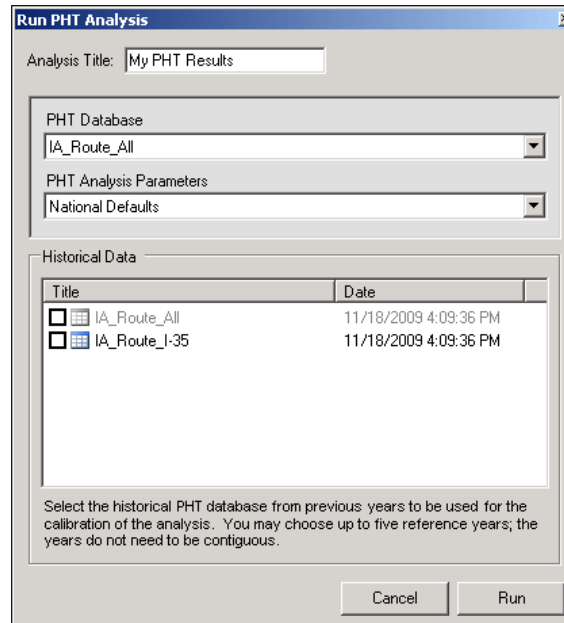 Run PHT Analysis
Analysis Title: My PHT Results
PHT Database
IA_Route_All
PHT Analysis Parameters
National Defaults
Historical Data
Title Date
IA_Route_All 11/18/2009 4:09:36 PM
IA_Route_I-35 11/18/2009 4:09:36 PM
Select the historical PHT database from previous years to be used for the
calibration of the analysis. You may choose up to five reference years; the
years do not need to be contiguous.
Cancel Run